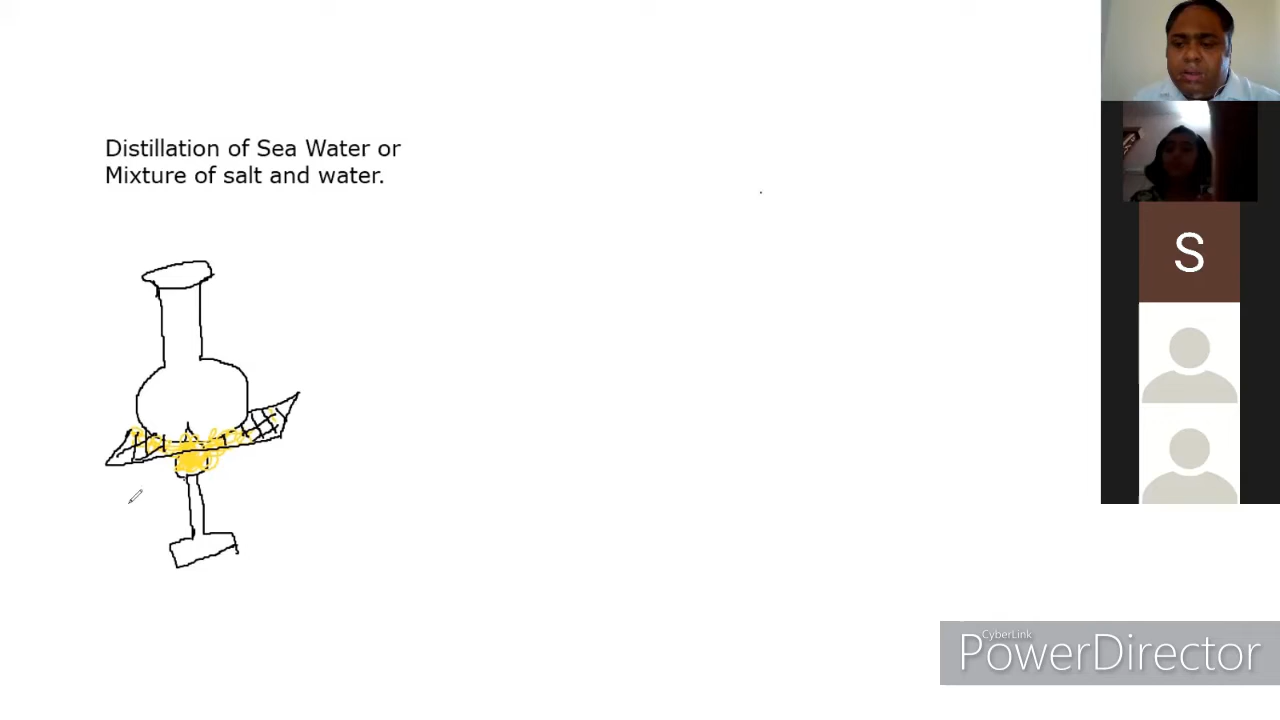 Distillation of Sea Water or
Mixture of salt and water.
S
CyberLink
PowerDirector